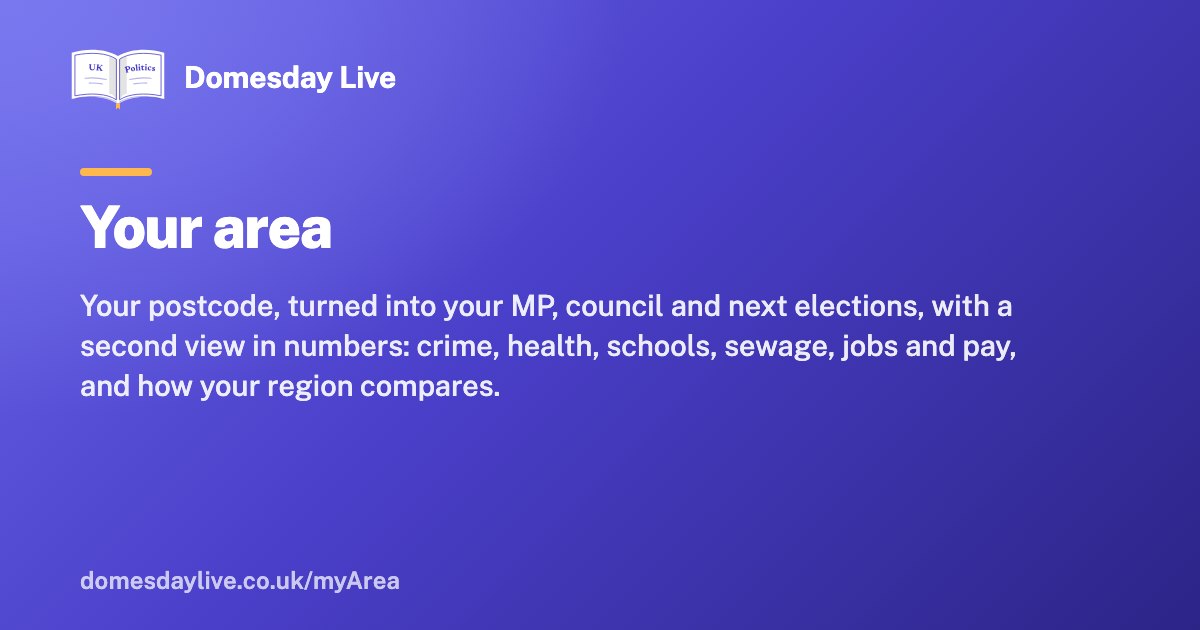 UK Politics
Domesday Live
Your area
Your postcode, turned into your MP, council and next elections, with a
second view in numbers: crime, health, schools, sewage, jobs and pay,
and how your region compares.
domesdaylive.co.uk/myArea